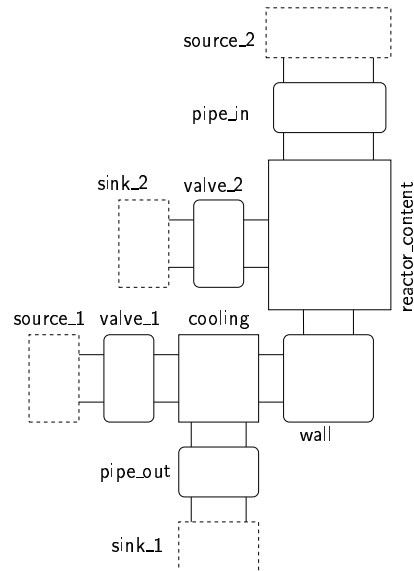 source_2
pipe_in
sink_2
valve_2
reactor_content
source_1
valve_1
cooling
wall
pipe_out
sink_1